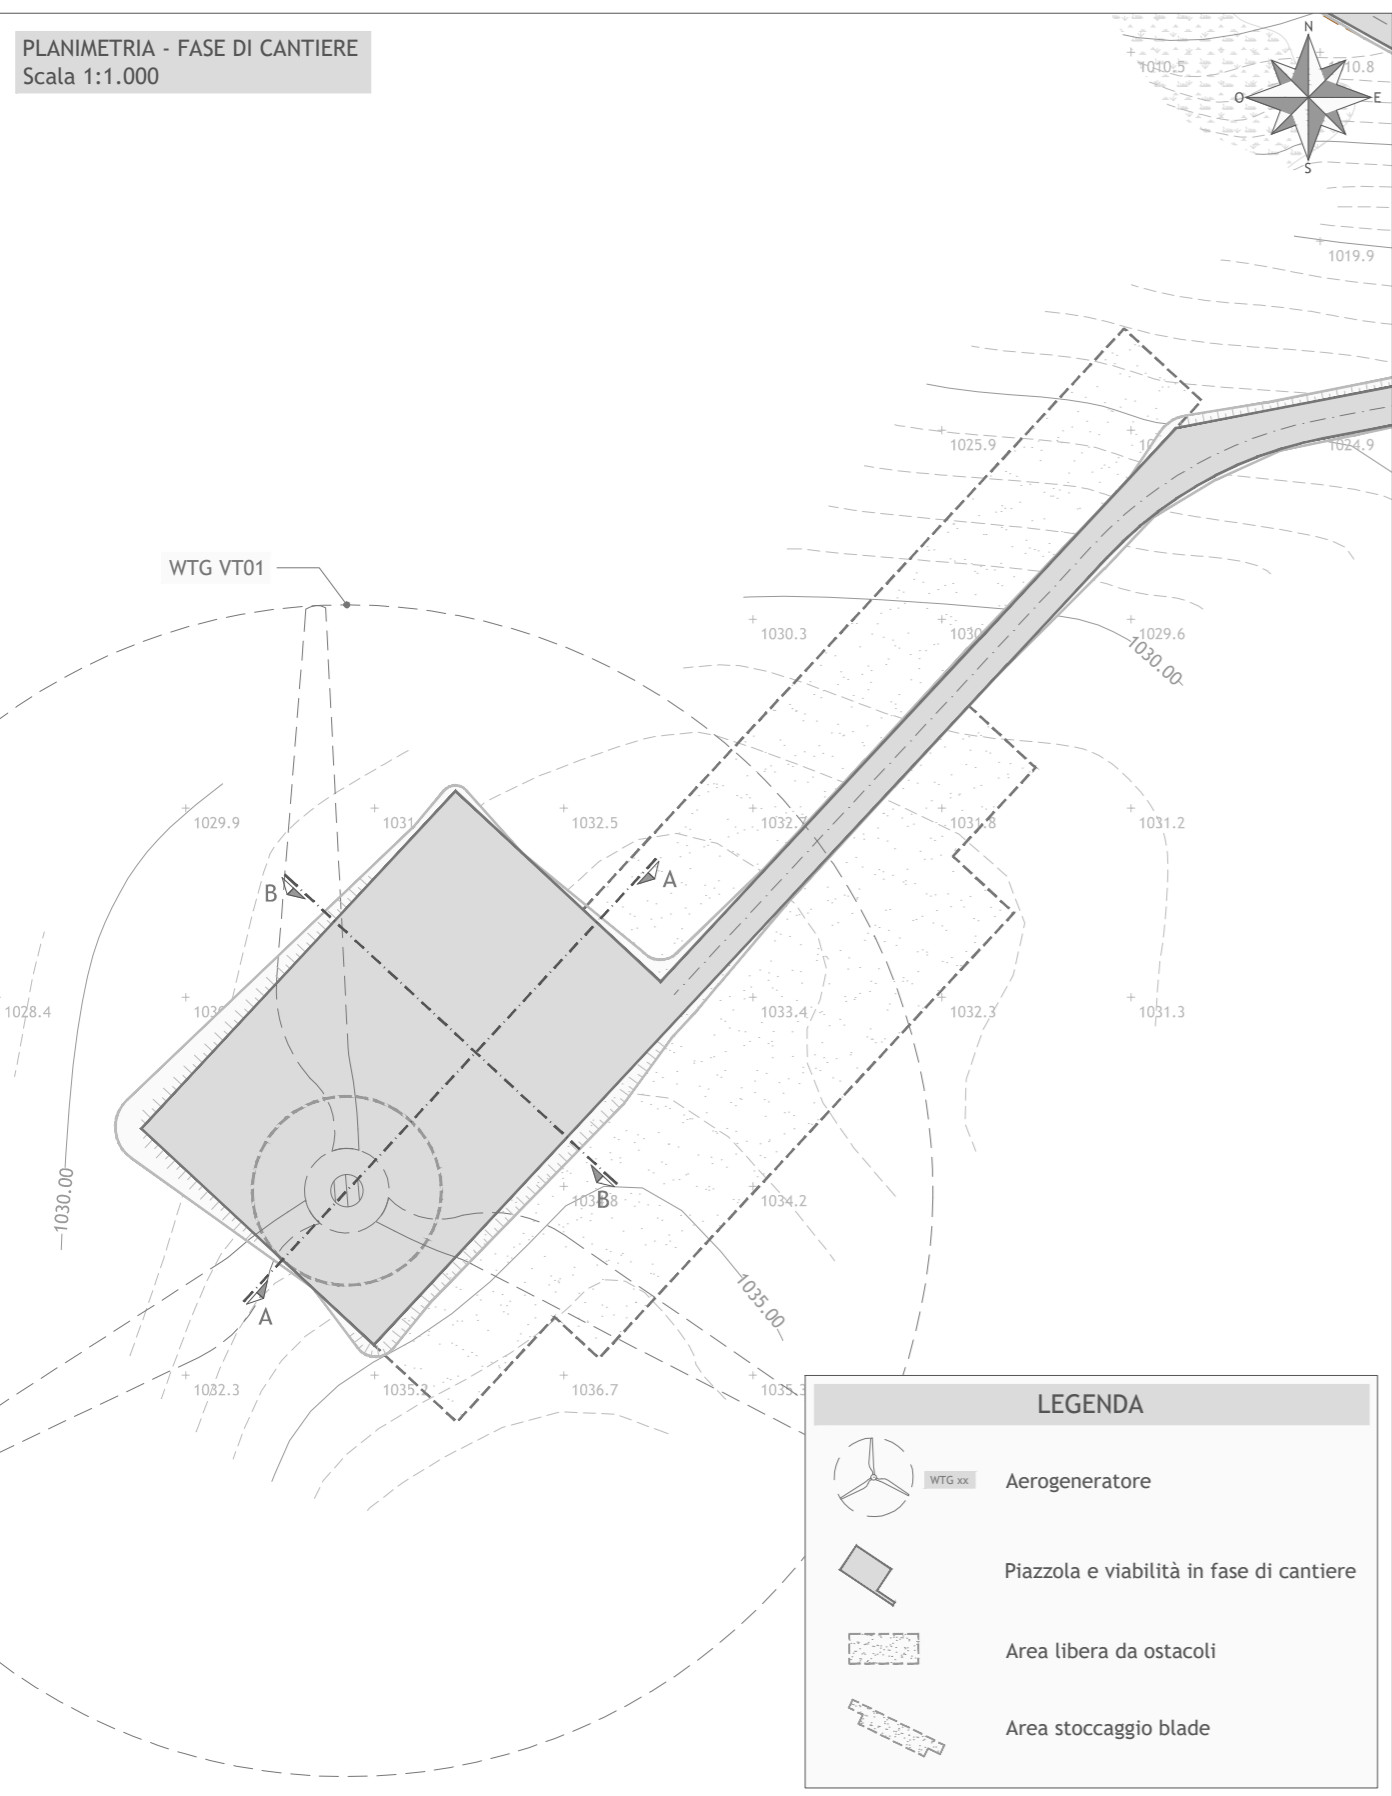 PLANIMETRIA - FASE DI CANTIERE
Scala 1:1.000
N
O
E
S
1010.5
1019.9
1025.9
1024.9
WTG VT01
1030.3
1029.6
1030.00
1029.9
1032.5
1031.8
1031.2
B
A
1028.4
1033.4
1032.3
1031.3
1030.00
B
1034.2
A
1035.00
1032.3
1036.7
LEGENDA
WTG xx
Aerogeneratore
Piazzola e viabilità in fase di cantiere
Area libera da ostacoli
Area stoccaggio blade